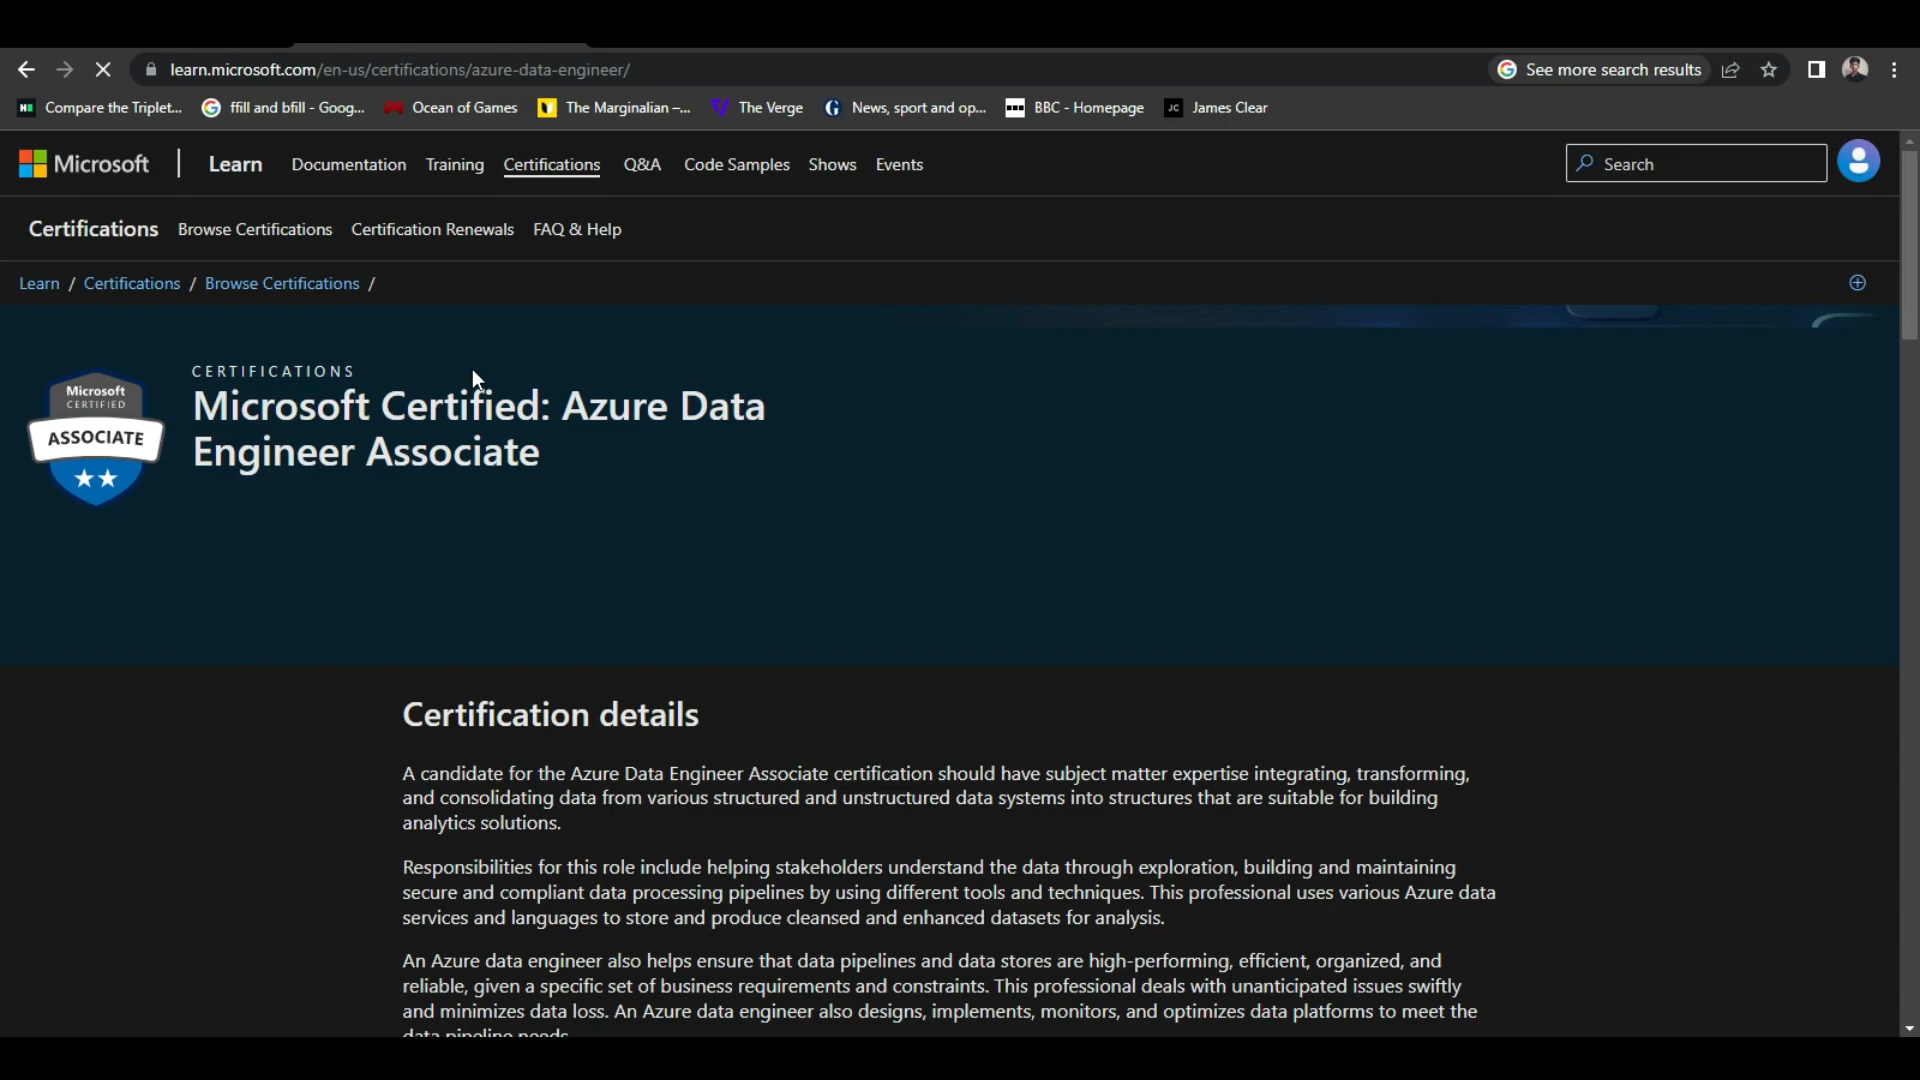 learn.microsoft.com/en-us/certifications/azure-data-engineer/
See more search results
Compare the Triplet...
ffill and bfill - Goog...
Ocean of Games
The Marginalian –...
The Verge
News, sport and op...
BBC - Homepage
JC
James Clear
Microsoft
Learn
Documentation
Training
Certifications
Q&A
Code Samples
Shows
Events
Search
Certifications
Browse Certifications
Certification Renewals
FAQ & Help
Learn / Certifications / Browse Certifications /
Microsoft
CERTIFIED
ASSOCIATE
CERTIFICATIONS
Microsoft Certified: Azure Data
Engineer Associate
Certification details
A candidate for the Azure Data Engineer Associate certification should have subject matter expertise integrating, transforming,
and consolidating data from various structured and unstructured data systems into structures that are suitable for building
analytics solutions.
Responsibilities for this role include helping stakeholders understand the data through exploration, building and maintaining
secure and compliant data processing pipelines by using different tools and techniques. This professional uses various Azure data
services and languages to store and produce cleansed and enhanced datasets for analysis.
An Azure data engineer also helps ensure that data pipelines and data stores are high-performing, efficient, organized, and
reliable, given a specific set of business requirements and constraints. This professional deals with unanticipated issues swiftly
and minimizes data loss. An Azure data engineer also designs, implements, monitors, and optimizes data platforms to meet the
data pipeline needs.